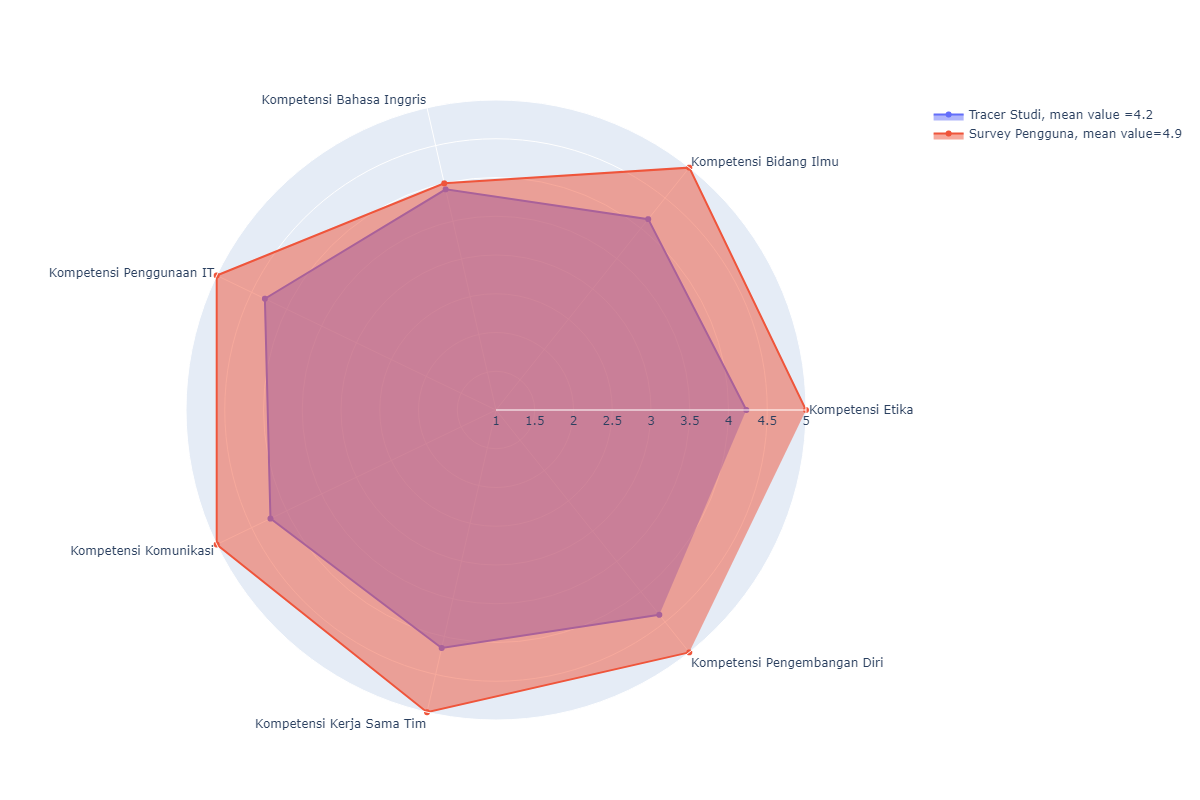 Kompetensi Bahasa Inggris
Tracer Studi, mean value =4.2
Survey Pengguna, mean value=4.9
Kompetensi Bidang Ilmu
Kompetensi Penggunaan IT
Kompetensi Etika
1 1.5 2 2.5 3 3.5 4 4.5 5
Kompetensi Komunikasi
Kompetensi Pengembangan Diri
Kompetensi Kerja Sama Tim